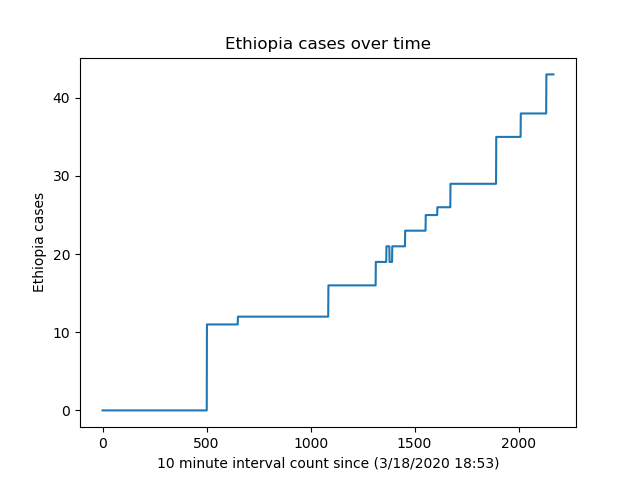 Ethiopia cases over time
Ethiopia cases
40
30
20
10
0
0 500 1000 1500 2000
10 minute interval count since (3/18/2020 18:53)